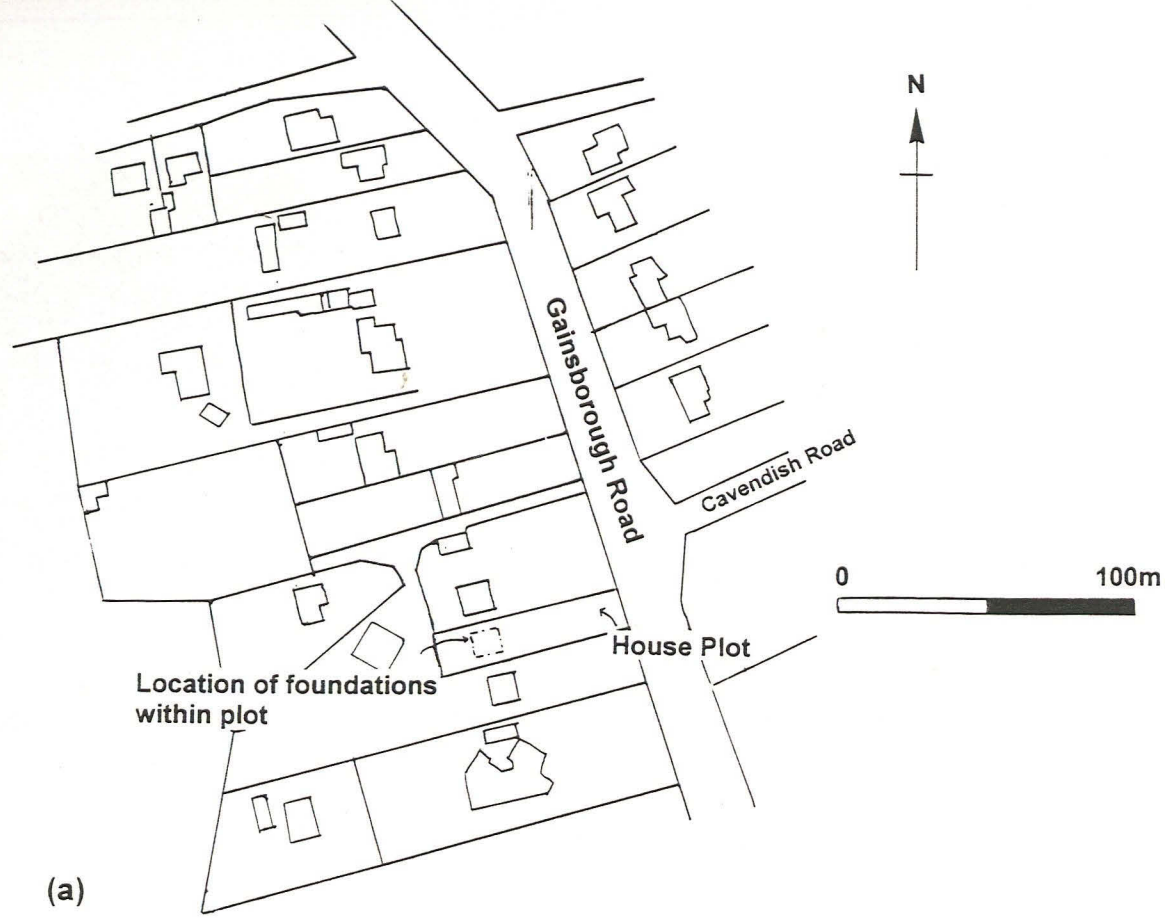 N
Gainsborough Road
Cavendish Road
0 100m
House Plot
Location of foundations
within plot
(a)